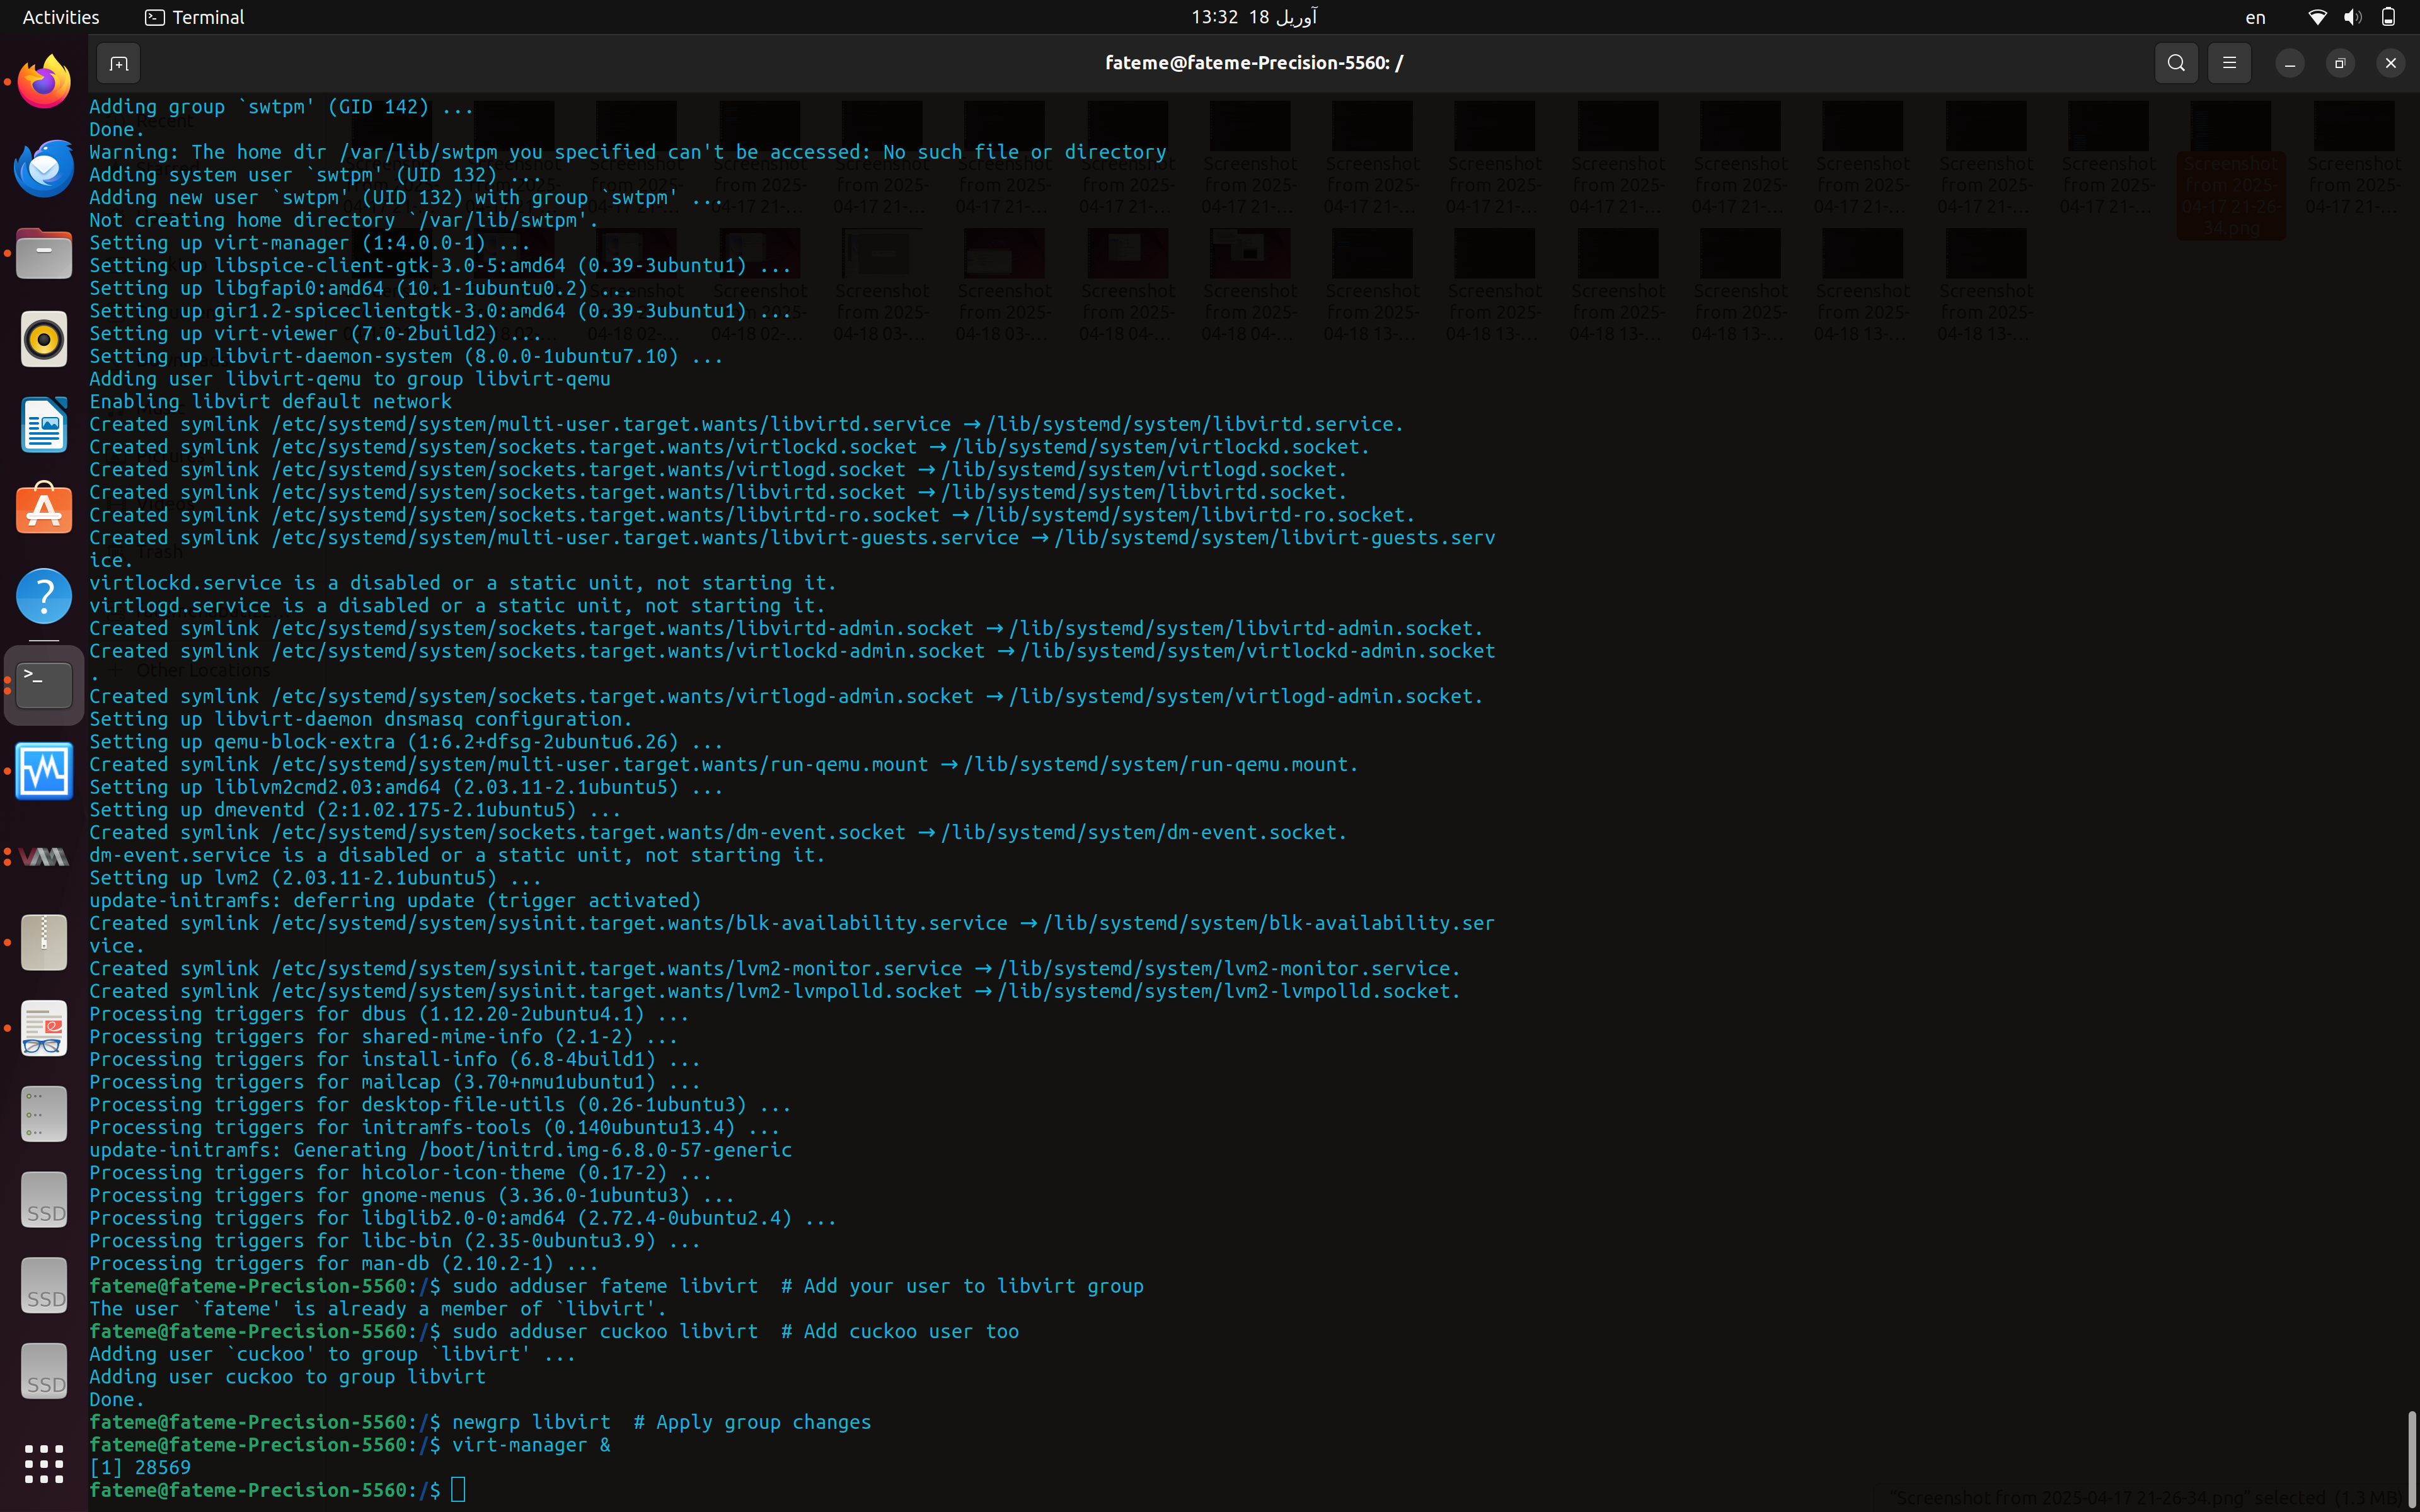 Activities
Terminal
13:32  18 آوریل
en
fateme@fateme-Precision-5560: /
Adding group `swtpm' (GID 142) ...
Done.
Warning: The home dir /var/lib/swtpm you specified can't be accessed: No such file or directory
Adding system user `swtpm' (UID 132) ...
Adding new user `swtpm' (UID 132) with group `swtpm' ...
Not creating home directory `/var/lib/swtpm'.
Setting up virt-manager (1:4.0.0-1) ...
Setting up libspice-client-gtk-3.0-5:amd64 (0.39-3ubuntu1) ...
Setting up libgfapi0:amd64 (10.1-1ubuntu0.2) ...
Setting up gir1.2-spiceclientgtk-3.0:amd64 (0.39-3ubuntu1) ...
Setting up virt-viewer (7.0-2build2) ...
Setting up libvirt-daemon-system (8.0.0-1ubuntu7.10) ...
Adding user libvirt-qemu to group libvirt-qemu
Enabling libvirt default network
Created symlink /etc/systemd/system/multi-user.target.wants/libvirtd.service → /lib/systemd/system/libvirtd.service.
Created symlink /etc/systemd/system/sockets.target.wants/virtlockd.socket → /lib/systemd/system/virtlockd.socket.
Created symlink /etc/systemd/system/sockets.target.wants/virtlogd.socket → /lib/systemd/system/virtlogd.socket.
Created symlink /etc/systemd/system/sockets.target.wants/libvirtd.socket → /lib/systemd/system/libvirtd.socket.
Created symlink /etc/systemd/system/sockets.target.wants/libvirtd-ro.socket → /lib/systemd/system/libvirtd-ro.socket.
Created symlink /etc/systemd/system/multi-user.target.wants/libvirt-guests.service → /lib/systemd/system/libvirt-guests.serv
ice.
virtlockd.service is a disabled or a static unit, not starting it.
virtlogd.service is a disabled or a static unit, not starting it.
Created symlink /etc/systemd/system/sockets.target.wants/libvirtd-admin.socket → /lib/systemd/system/libvirtd-admin.socket.
Created symlink /etc/systemd/system/sockets.target.wants/virtlockd-admin.socket → /lib/systemd/system/virtlockd-admin.socket
.
Created symlink /etc/systemd/system/sockets.target.wants/virtlogd-admin.socket → /lib/systemd/system/virtlogd-admin.socket.
Setting up libvirt-daemon dnsmasq configuration.
Setting up qemu-block-extra (1:6.2+dfsg-2ubuntu6.26) ...
Created symlink /etc/systemd/system/multi-user.target.wants/run-qemu.mount → /lib/systemd/system/run-qemu.mount.
Setting up liblvm2cmd2.03:amd64 (2.03.11-2.1ubuntu5) ...
Setting up dmeventd (2:1.02.175-2.1ubuntu5) ...
Created symlink /etc/systemd/system/sockets.target.wants/dm-event.socket → /lib/systemd/system/dm-event.socket.
dm-event.service is a disabled or a static unit, not starting it.
Setting up lvm2 (2.03.11-2.1ubuntu5) ...
update-initramfs: deferring update (trigger activated)
Created symlink /etc/systemd/system/sysinit.target.wants/blk-availability.service → /lib/systemd/system/blk-availability.ser
vice.
Created symlink /etc/systemd/system/sysinit.target.wants/lvm2-monitor.service → /lib/systemd/system/lvm2-monitor.service.
Created symlink /etc/systemd/system/sysinit.target.wants/lvm2-lvmpolld.socket → /lib/systemd/system/lvm2-lvmpolld.socket.
Processing triggers for dbus (1.12.20-2ubuntu4.1) ...
Processing triggers for shared-mime-info (2.1-2) ...
Processing triggers for install-info (6.8-4build1) ...
Processing triggers for mailcap (3.70+nmu1ubuntu1) ...
Processing triggers for desktop-file-utils (0.26-1ubuntu3) ...
Processing triggers for initramfs-tools (0.140ubuntu13.4) ...
update-initramfs: Generating /boot/initrd.img-6.8.0-57-generic
Processing triggers for hicolor-icon-theme (0.17-2) ...
Processing triggers for gnome-menus (3.36.0-1ubuntu3) ...
Processing triggers for libglib2.0-0:amd64 (2.72.4-0ubuntu2.4) ...
Processing triggers for libc-bin (2.35-0ubuntu3.9) ...
Processing triggers for man-db (2.10.2-1) ...
fateme@fateme-Precision-5560:/$ sudo adduser fateme libvirt  # Add your user to libvirt group
The user `fateme' is already a member of `libvirt'.
fateme@fateme-Precision-5560:/$ sudo adduser cuckoo libvirt  # Add cuckoo user too
Adding user `cuckoo' to group `libvirt' ...
Adding user cuckoo to group libvirt
Done.
fateme@fateme-Precision-5560:/$ newgrp libvirt  # Apply group changes
fateme@fateme-Precision-5560:/$ virt-manager &
[1] 28569
fateme@fateme-Precision-5560:/$
Trash
Other Locations
Screenshot
from 2025-
04-17 21-26-
34.png
"Screenshot from 2025-04-17 21-26-34.png" selected (1.3 MB)
SSD
SSD
SSD